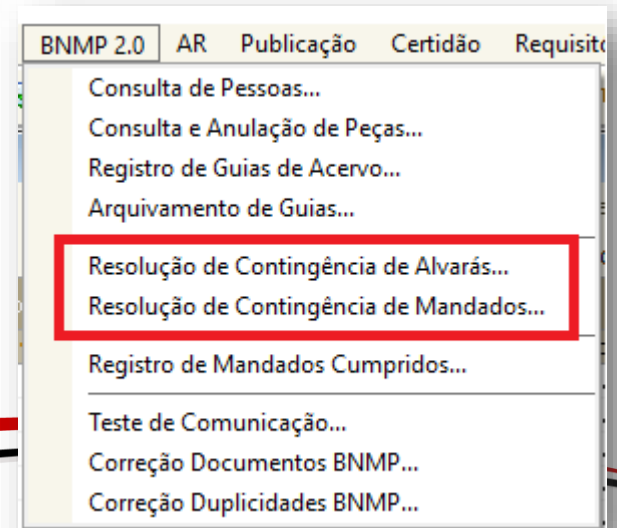 BNMP 2.0 AR Publicação Certidão Requisito
Consulta de Pessoas...
Consulta e Anulação de Peças...
Registro de Guias de Acervo...
Arquivamento de Guias...
Resolução de Contingência de Alvarás...
Resolução de Contingência de Mandados...
Registro de Mandados Cumpridos...
Teste de Comunicação...
Correção Documentos BNMP...
Correção Duplicidades BNMP...